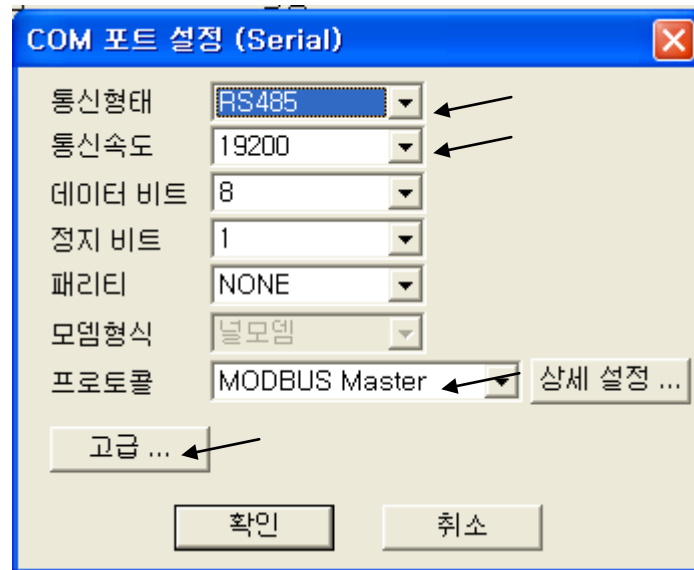 COM 포트 설정 (Serial)
통신형태 RS485
통신속도 19200
데이터 비트 8
정지 비트 1
패리티 NONE
모뎀형식 널모뎀
프로토콜 MODBUS Master 상세 설정 ...
고급 ...
확인 취소